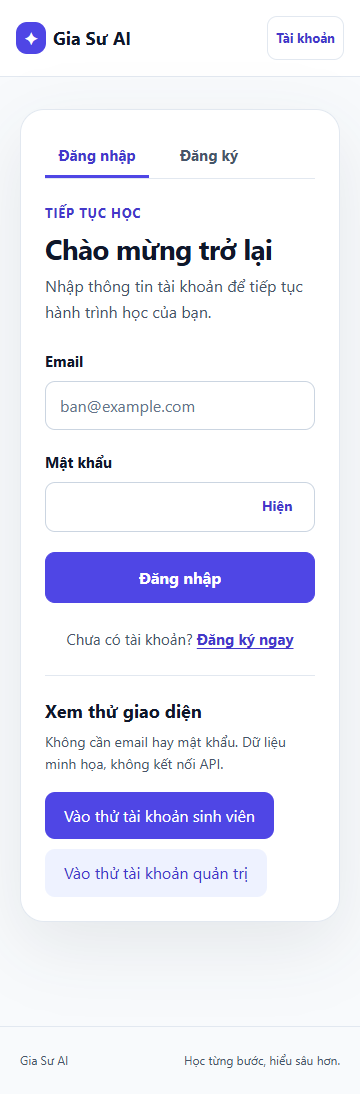 Gia Sư AI
Tài khoản
Đăng nhập
Đăng ký
TIẾP TỤC HỌC
Chào mừng trở lại
Nhập thông tin tài khoản để tiếp tục
hành trình học của bạn.
Email
ban@example.com
Mật khẩu
Hiện
Đăng nhập
Chưa có tài khoản? Đăng ký ngay
Xem thử giao diện
Không cần email hay mật khẩu. Dữ liệu
minh họa, không kết nối API.
Vào thử tài khoản sinh viên
Vào thử tài khoản quản trị
Gia Sư AI
Học từng bước, hiểu sâu hơn.